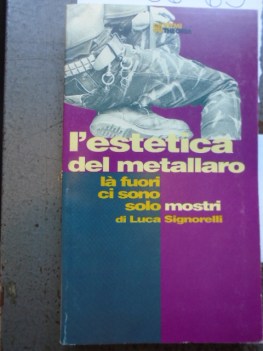 l'estetica
del metallaro
là fuori
ci sono
solo mostri
di Luca Signorelli